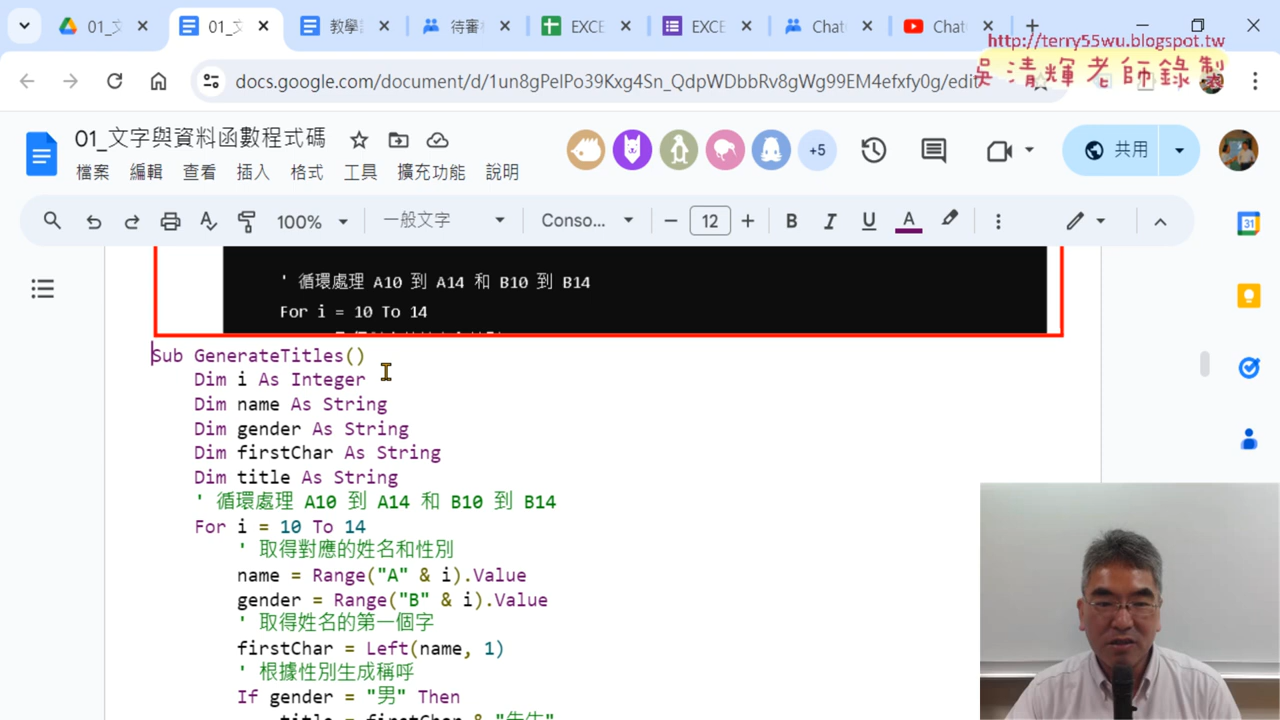 01_文
01_文
教學
待審
EXCE
EXCE
Chat
Chat
http://terry55wu.blogspot.tw
吳清輝老師錄製
docs.google.com/document/d/1un8gPelPo39Kxg4Sn_QdpWDbbRv8gWg99EM4efxfy0g/edit
01_文字與資料函數程式碼
+5
共用
檔案 編輯 查看 插入 格式 工具 擴充功能 說明
100% 一般文字 Conso... 12 B I U A
' 循環處理 A10 到 A14 和 B10 到 B14
For i = 10 To 14
Sub GenerateTitles()
Dim i As Integer
Dim name As String
Dim gender As String
Dim firstChar As String
Dim title As String
' 循環處理 A10 到 A14 和 B10 到 B14
For i = 10 To 14
' 取得對應的姓名和性別
name = Range("A" & i).Value
gender = Range("B" & i).Value
' 取得姓名的第一個字
firstChar = Left(name, 1)
' 根據性別生成稱呼
If gender = "男" Then
title = firstChar & "先生"